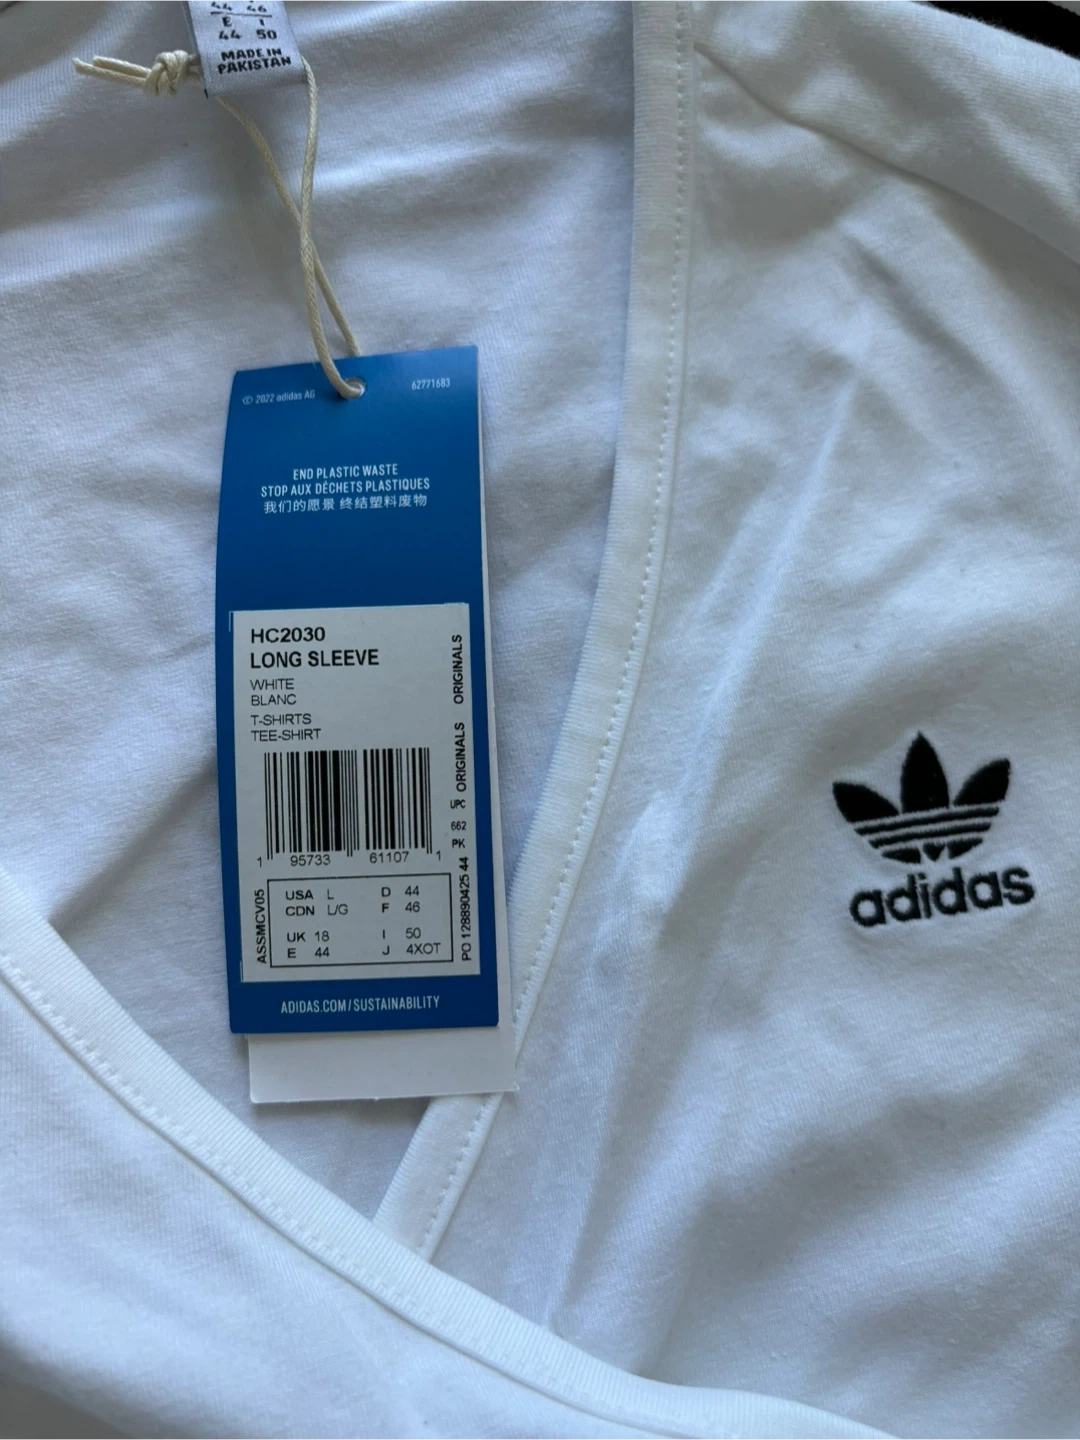 44 46
E I
44 50
MADE IN
PAKISTAN
© 2022 adidas AG
62771683
END PLASTIC WASTE
STOP AUX DÉCHETS PLASTIQUES
我们的愿景 终结塑料废物
HC2030
LONG SLEEVE
WHITE
BLANC
T-SHIRTS
TEE-SHIRT
ORIGINALS ORIGINALS
UPC
662
PK
1 95733 61107 1
PO 128890425 44
ASSMCV05
USA L D 44
CDN L/G F 46
UK 18 I 50
E 44 J 4XOT
ADIDAS.COM/SUSTAINABILITY
adidas